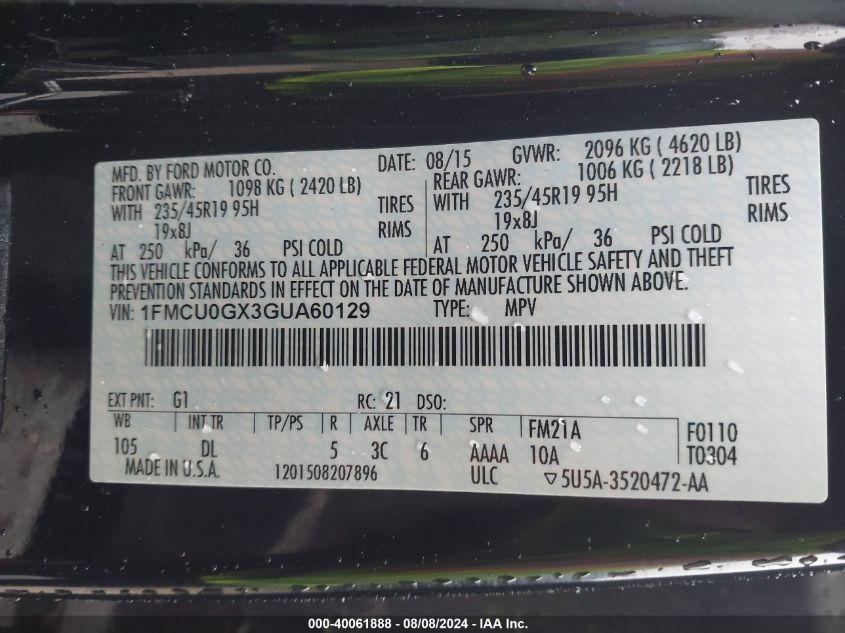 MFD. BY FORD MOTOR CO. DATE: 08/15 GVWR: 2096 KG ( 4620 LB)
FRONT GAWR: 1098 KG ( 2420 LB) REAR GAWR: 1006 KG ( 2218 LB)
WITH 235/45R19 95H TIRES WITH 235/45R19 95H TIRES
19x8J RIMS 19x8J RIMS
AT 250 kPa/ 36 PSI COLD AT 250 kPa/ 36 PSI COLD
THIS VEHICLE CONFORMS TO ALL APPLICABLE FEDERAL MOTOR VEHICLE SAFETY AND THEFT
PREVENTION STANDARDS IN EFFECT ON THE DATE OF MANUFACTURE SHOWN ABOVE.
VIN: 1FMCU0GX3GUA60129 TYPE: MPV
EXT PNT: G1 RC: 21 DSO:
WB INT TR TP/PS R AXLE TR SPR FM21A F0110
105 DL 5 3C 6 AAAA 10A T0304
MADE IN U.S.A. 1201508207896 ULC ▽5U5A-3520472-AA
000-40061888 - 08/08/2024 - IAA Inc.